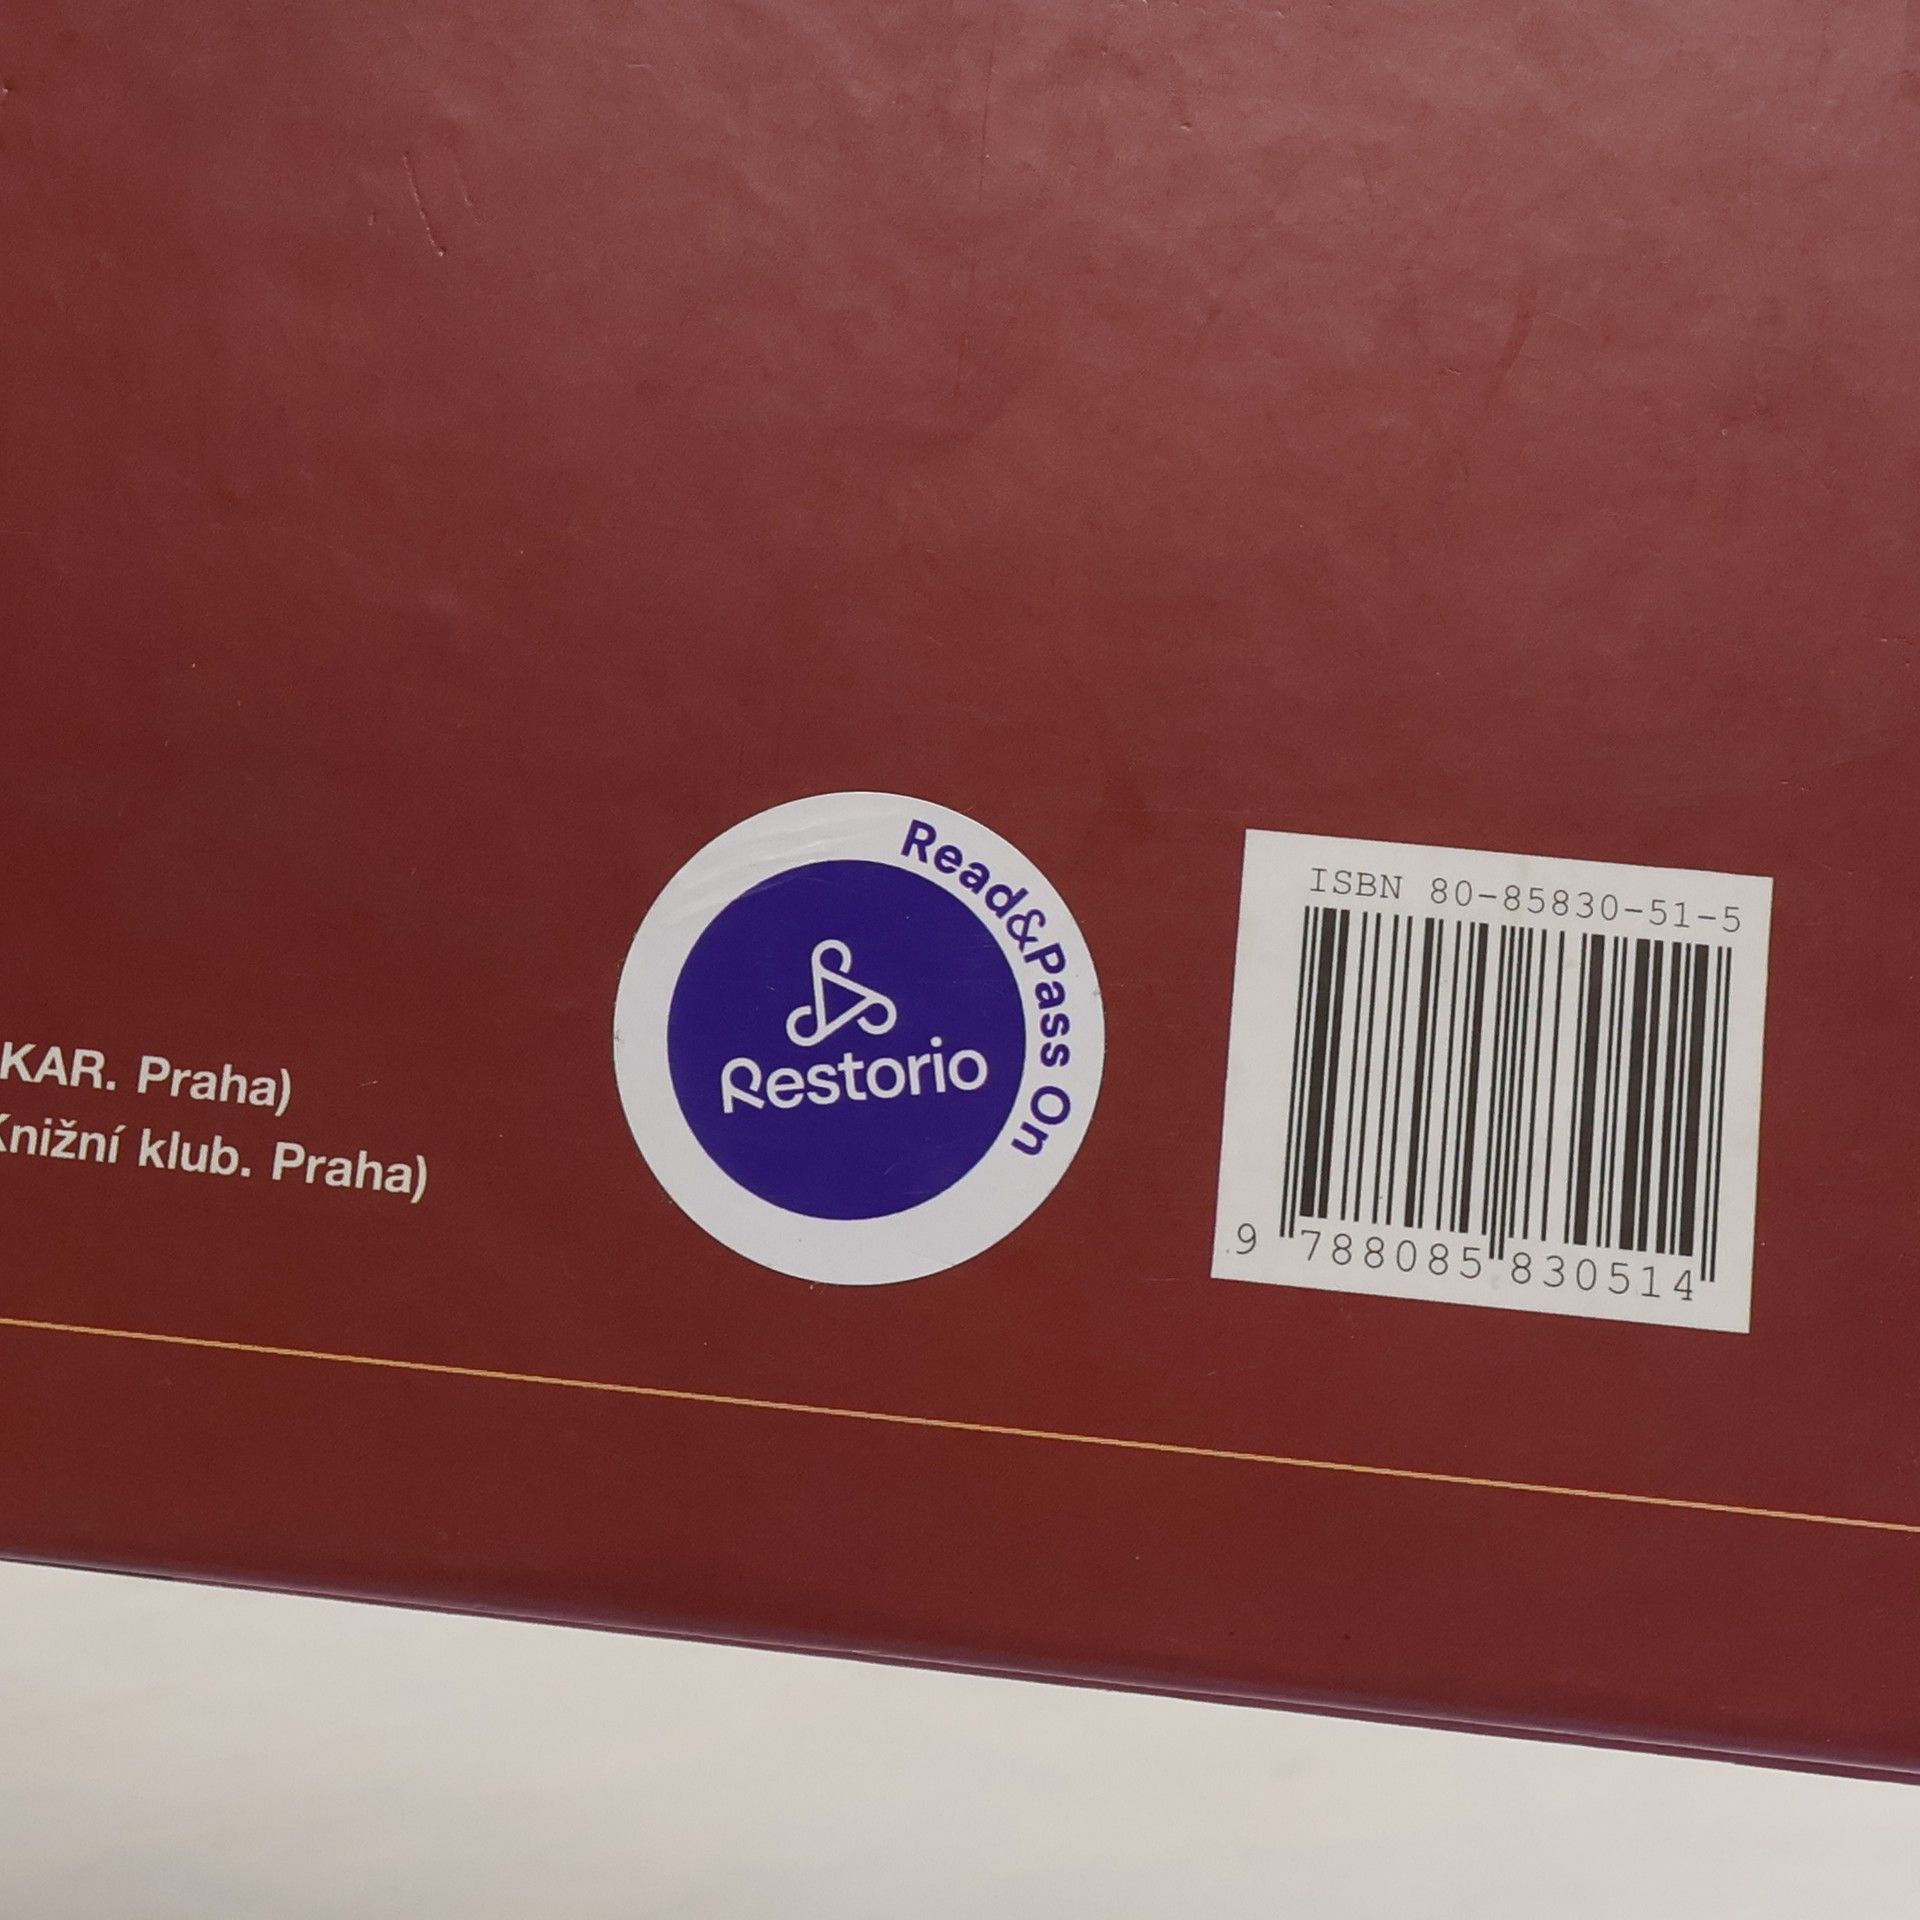 KAR. Praha)
Knižní klub. Praha)
Read&Pass On
Restorio
ISBN 80-85830-51-5
9 788085 830514